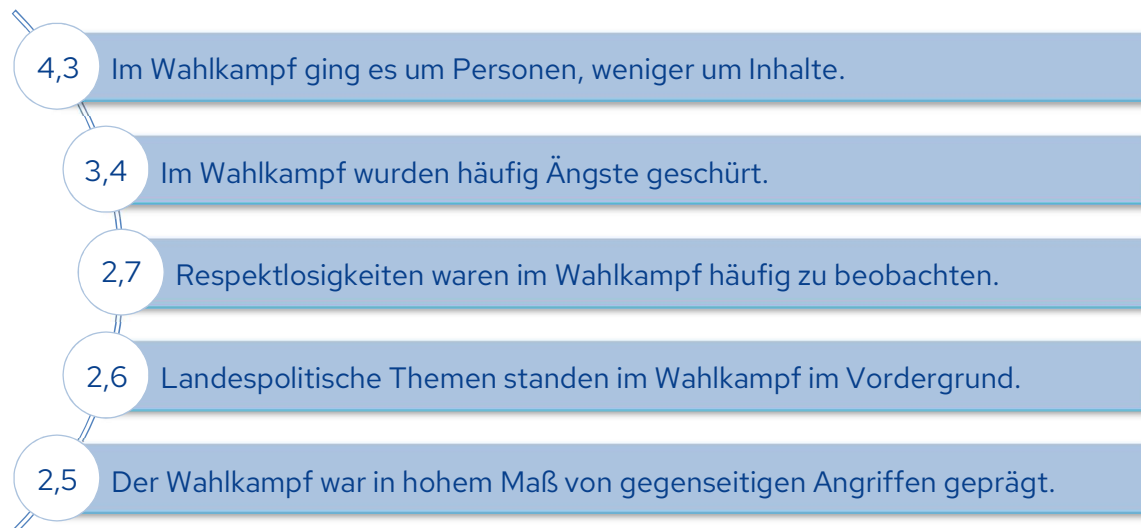 4,3 Im Wahlkampf ging es um Personen, weniger um Inhalte.
3,4 Im Wahlkampf wurden häufig Ängste geschürt.
2,7 Respektlosigkeiten waren im Wahlkampf häufig zu beobachten.
2,6 Landespolitische Themen standen im Wahlkampf im Vordergrund.
2,5 Der Wahlkampf war in hohem Maß von gegenseitigen Angriffen geprägt.